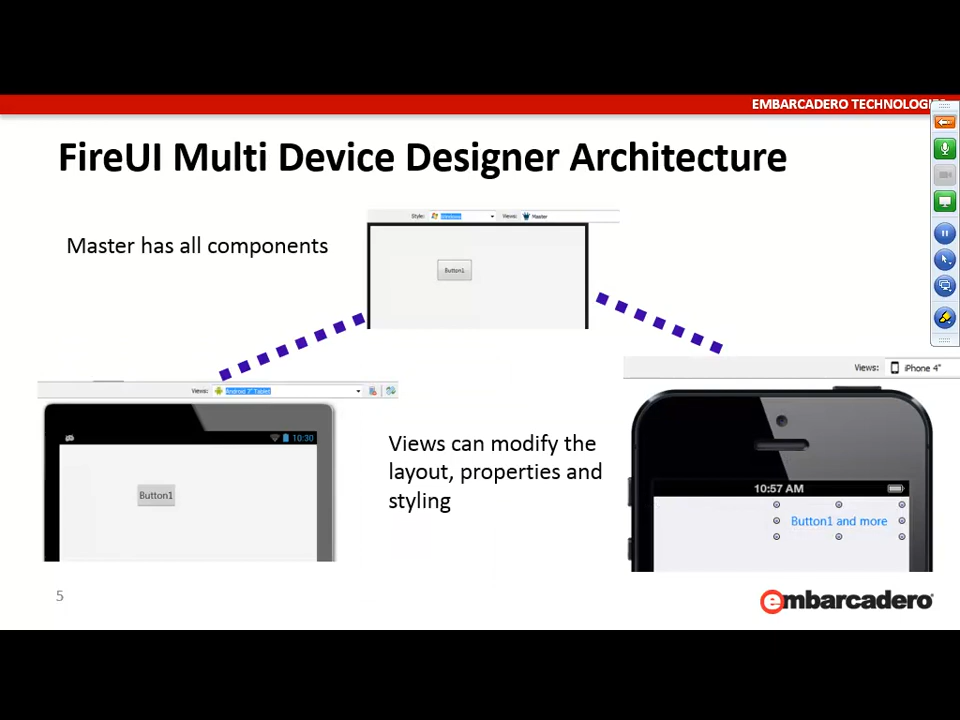 EMBARCADERO TECHNOLOGIE
FireUI Multi Device Designer Architecture
Master has all components
Style: Windows Views: Master
Button1
Views: Android 7" Tablet
10:30
Button1
Views can modify the
layout, properties and
styling
Views: iPhone 4"
10:57 AM
Button1 and more
5
embarcadero